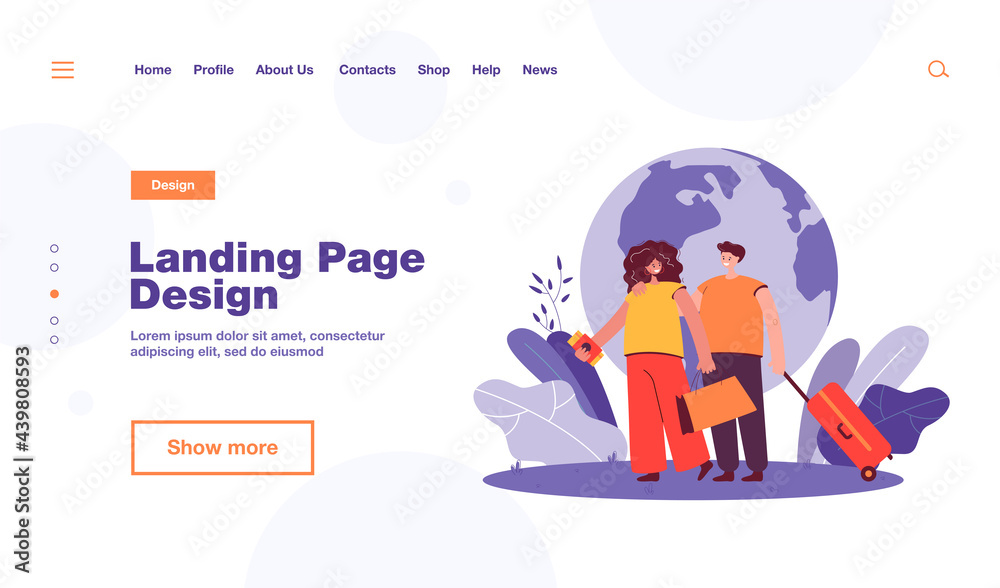 Home Profile About Us Contacts Shop Help News
Design
Landing Page
Design
Lorem ipsum dolor sit amet, consectetur
adipiscing elit, sed do eiusmod
Show more
#439808593
Adobe Stock